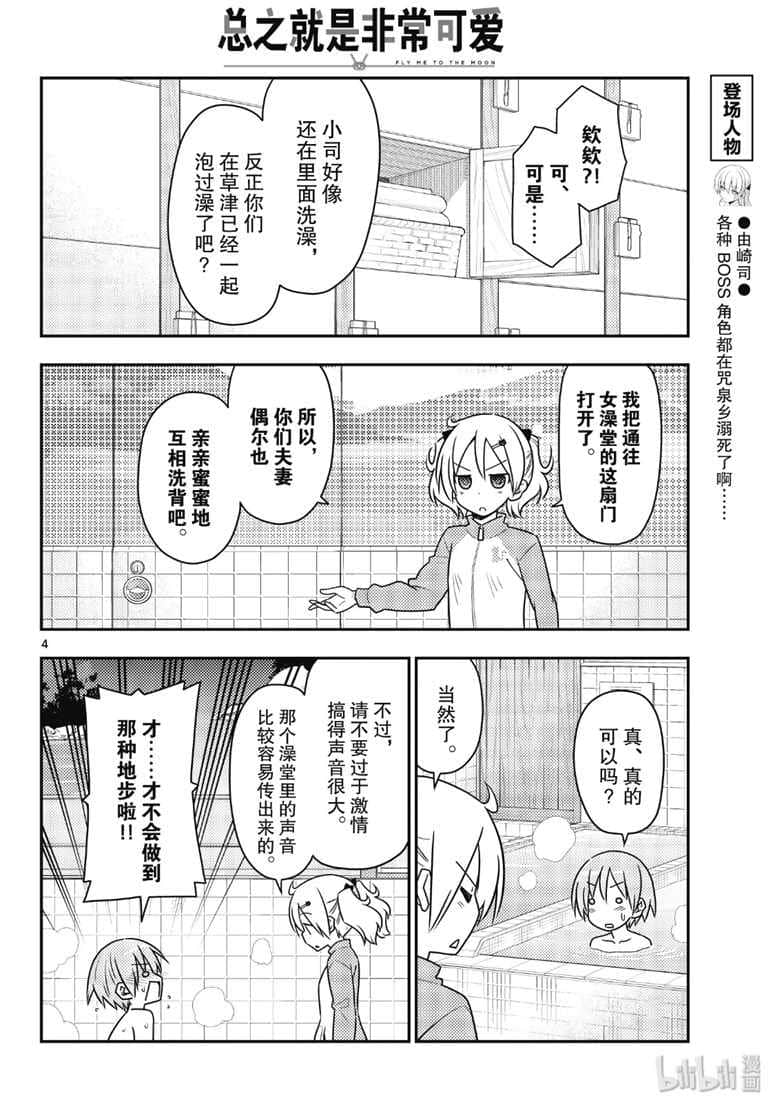 总之就是非常可爱
FLY ME TO THE MOON
登场人物
●由崎司●
各种BOSS角色都在咒泉乡溺死了啊……
欸欸?!
可、
可是……
小司好像
还在里面洗澡,
反正你们
在草津已经一起
泡过澡了吧?
我把通往
女澡堂的这扇门
打开了。
所以,
你们夫妻
偶尔也
亲亲蜜蜜地
互相洗背吧。
4
真、真的
可以吗?
当然了。
不过,
请不要过于激情
搞得声音很大。
那个澡堂里的声音
比较容易传出来的。
才……才不会做到
那种地步啦!!
bilibili
漫画